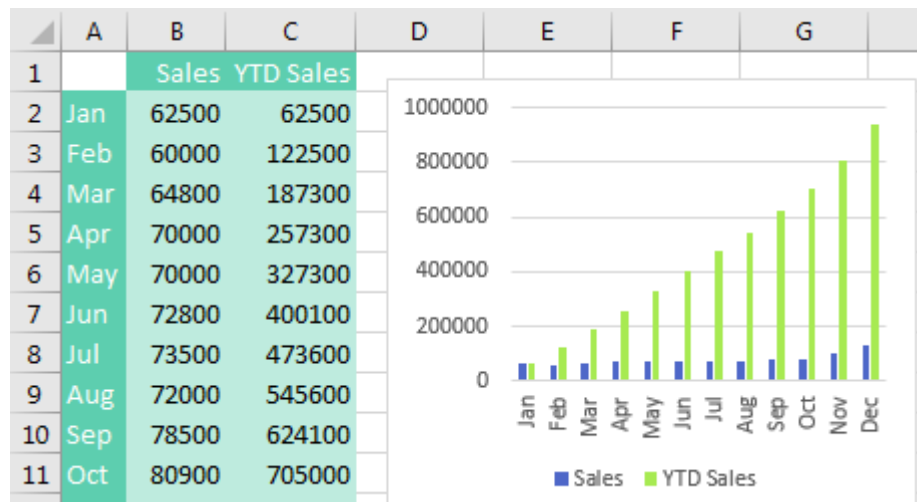 A B C D E F G
1 Sales YTD Sales
2 Jan 62500 62500
3 Feb 60000 122500
4 Mar 64800 187300
5 Apr 70000 257300
6 May 70000 327300
7 Jun 72800 400100
8 Jul 73500 473600
9 Aug 72000 545600
10 Sep 78500 624100
11 Oct 80900 705000
1000000
800000
600000
400000
200000
0
Jan Feb Mar Apr May Jun Jul Aug Sep Oct Nov Dec
Sales YTD Sales